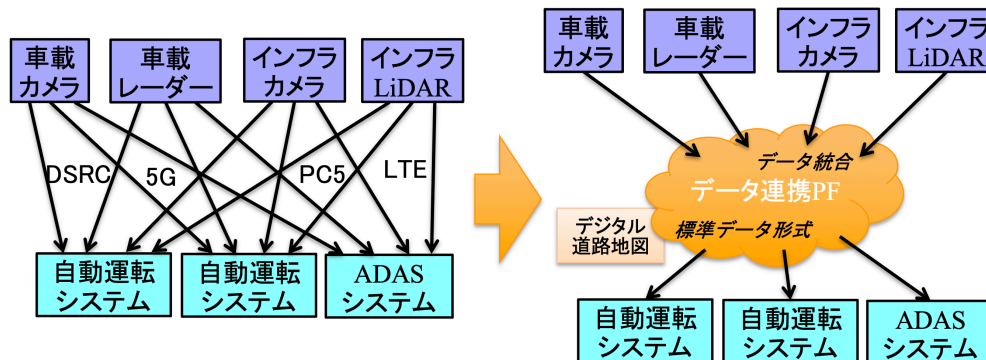 車載
カメラ
車載
レーダー
インフラ
カメラ
インフラ
LiDAR
DSRC
5G
PC5
LTE
自動運転
システム
自動運転
システム
ADAS
システム
車載
カメラ
車載
レーダー
インフラ
カメラ
インフラ
LiDAR
データ統合
データ連携PF
標準データ形式
デジタル
道路地図
自動運転
システム
自動運転
システム
ADAS
システム